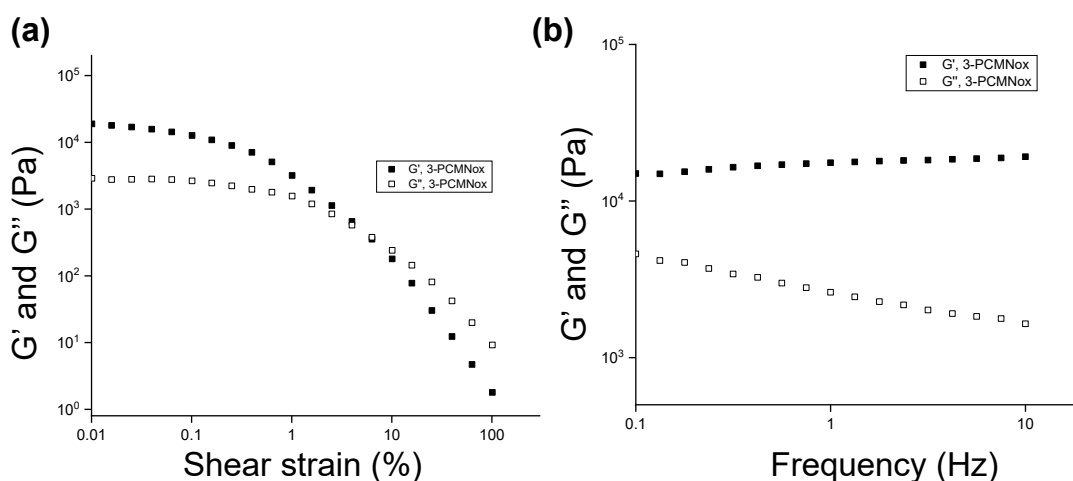 (a)
G' and G'' (Pa)
10⁵
10⁴
10³
10²
10¹
10⁰
G', 3-PCMNox
G'', 3-PCMNox
0.01 0.1 1 10 100
Shear strain (%)
(b)
G' and G'' (Pa)
10⁵
10⁴
10³
G', 3-PCMNox
G'', 3-PCMNox
0.1 1 10
Frequency (Hz)